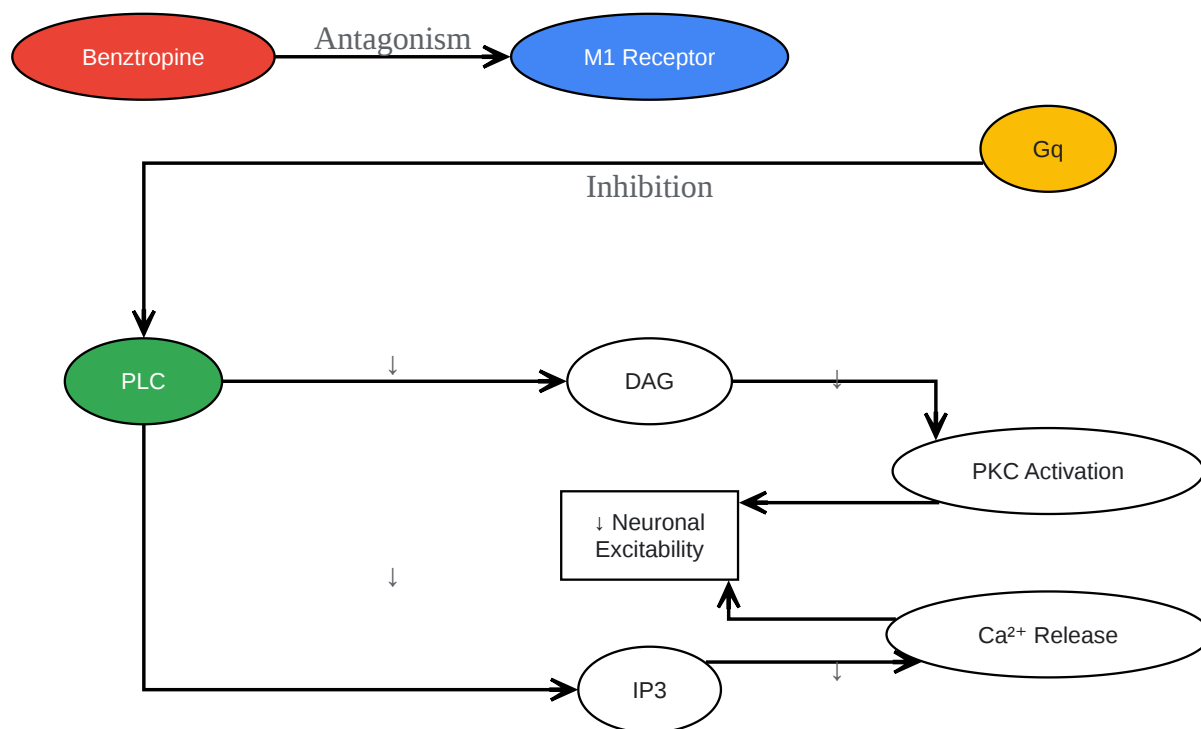 Benztropine
Antagonism
M1 Receptor
Gq
Inhibition
PLC
↓
DAG
↓
PKC Activation
↓ Neuronal
Excitability
↓
Ca²⁺ Release
IP3
↓